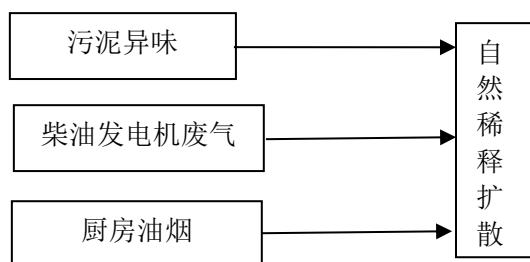 污泥异味
柴油发电机废气
厨房油烟
自然稀释扩散